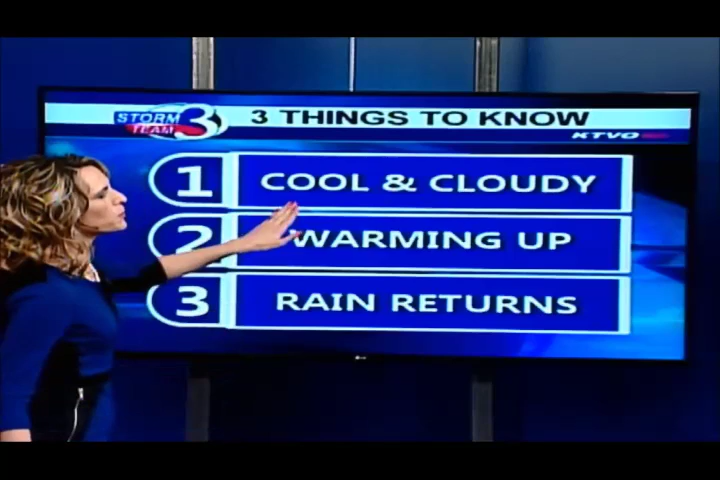 STORM TEAM 3
3 THINGS TO KNOW
KTVO
1 COOL & CLOUDY
2 WARMING UP
3 RAIN RETURNS